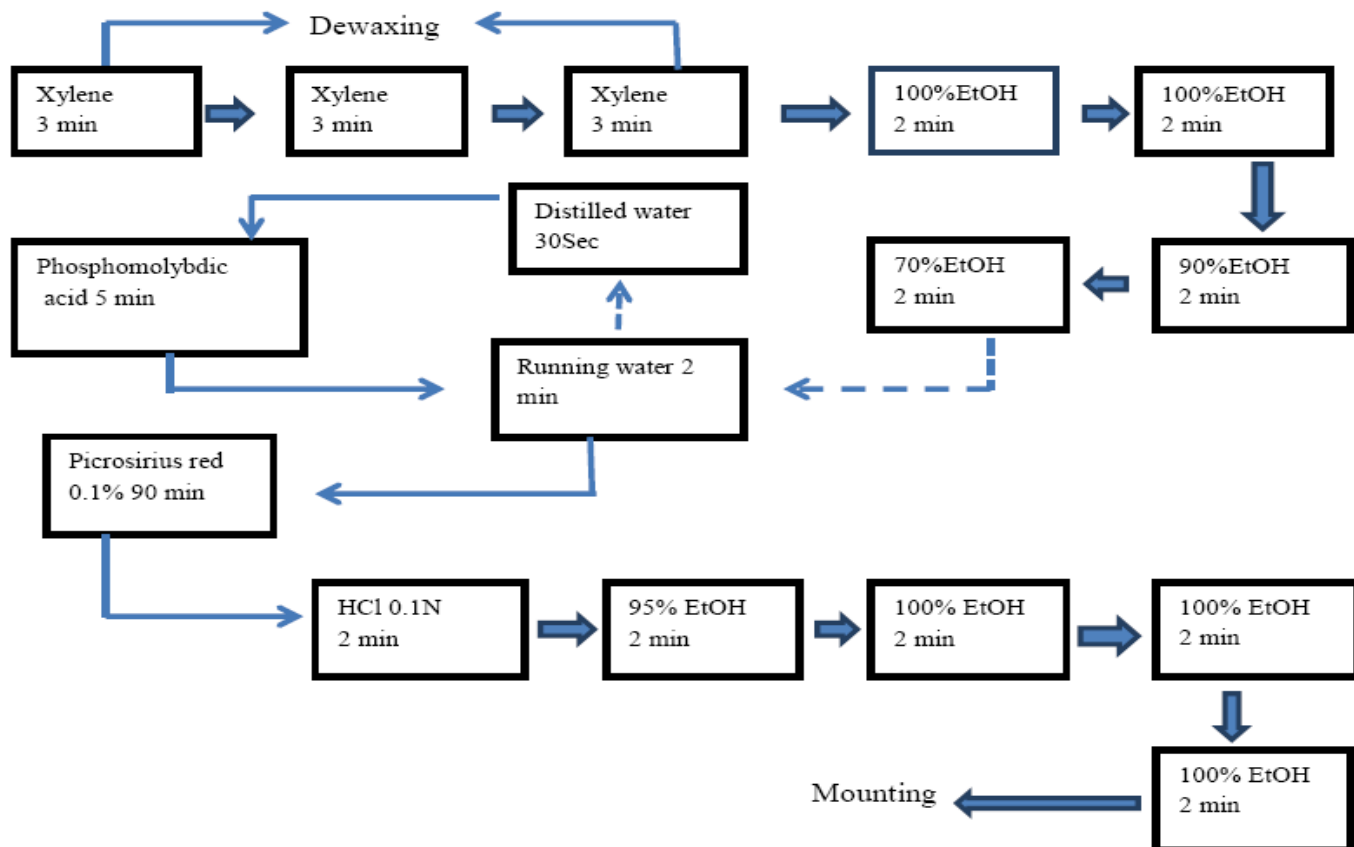 Dewaxing
Xylene
3 min
Xylene
3 min
Xylene
3 min
100%EtOH
2 min
100%EtOH
2 min
Distilled water
30Sec
Phosphomolybdic
acid 5 min
70%EtOH
2 min
90%EtOH
2 min
Running water 2
min
Picrosirius red
0.1% 90 min
HCl 0.1N
2 min
95% EtOH
2 min
100% EtOH
2 min
100% EtOH
2 min
Mounting
100% EtOH
2 min